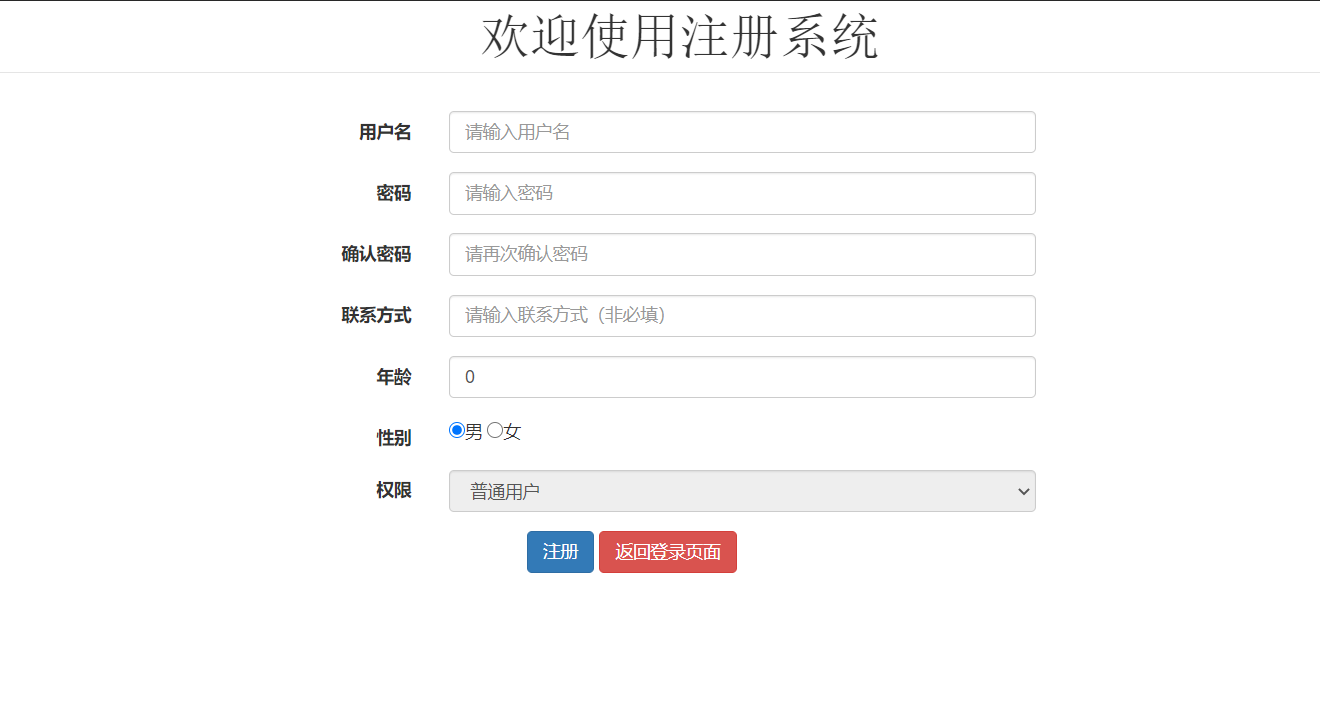 欢迎使用注册系统
用户名 请输入用户名
密码 请输入密码
确认密码 请再次确认密码
联系方式 请输入联系方式（非必填）
年龄 0
性别 男 女
权限 普通用户
注册 返回登录页面